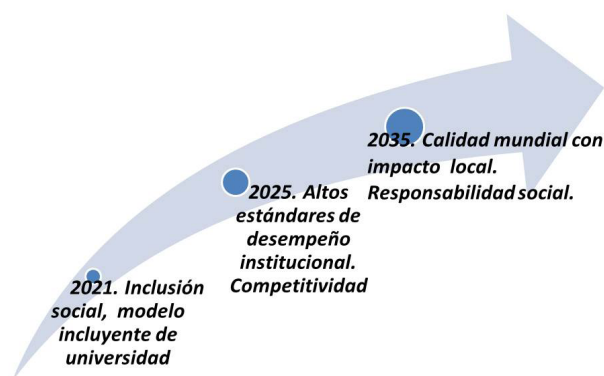 2035. Calidad mundial con
impacto local.
Responsabilidad social.
2025. Altos
estándares de
desempeño
institucional.
Competitividad
2021. Inclusión
social, modelo
incluyente de
universidad